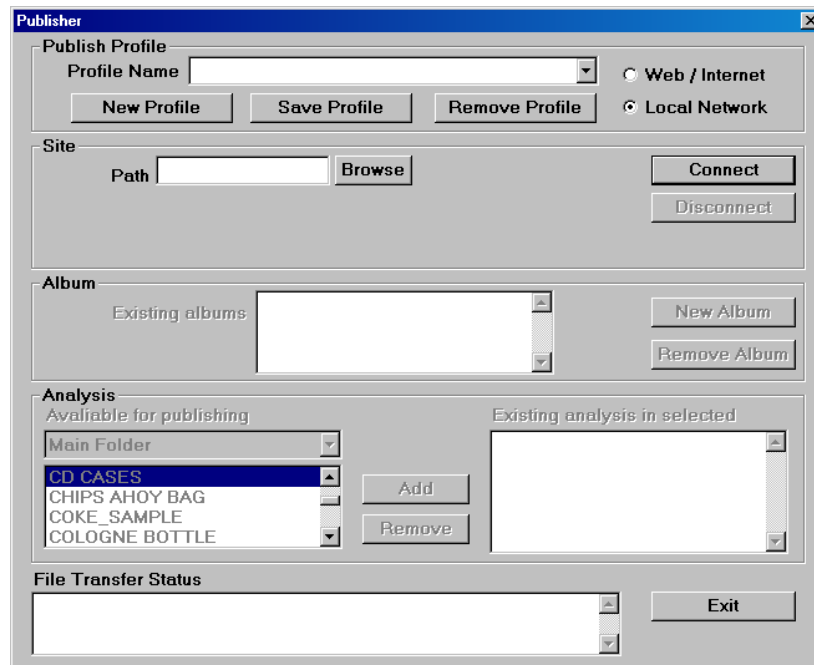 Publisher
Publish Profile
Profile Name
Web / Internet
New Profile Save Profile Remove Profile Local Network
Site
Path Browse Connect
Disconnect
Album
Existing albums New Album
Remove Album
Analysis
Avaliable for publishing Existing analysis in selected
Main Folder
CD CASES
CHIPS AHOY BAG Add
COKE_SAMPLE
COLOGNE BOTTLE Remove
File Transfer Status
Exit